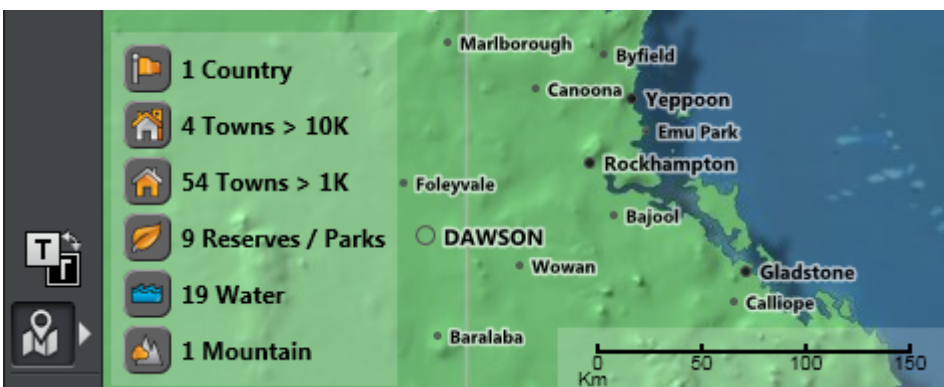 1 Country
4 Towns > 10K
54 Towns > 1K
9 Reserves / Parks
19 Water
1 Mountain
T
T
Marlborough
Byfield
Canoona
Yeppoon
Emu Park
Rockhampton
Foleyvale
Bajool
DAWSON
Wowan
Gladstone
Calliope
Baralaba
0 50 100 150
Km